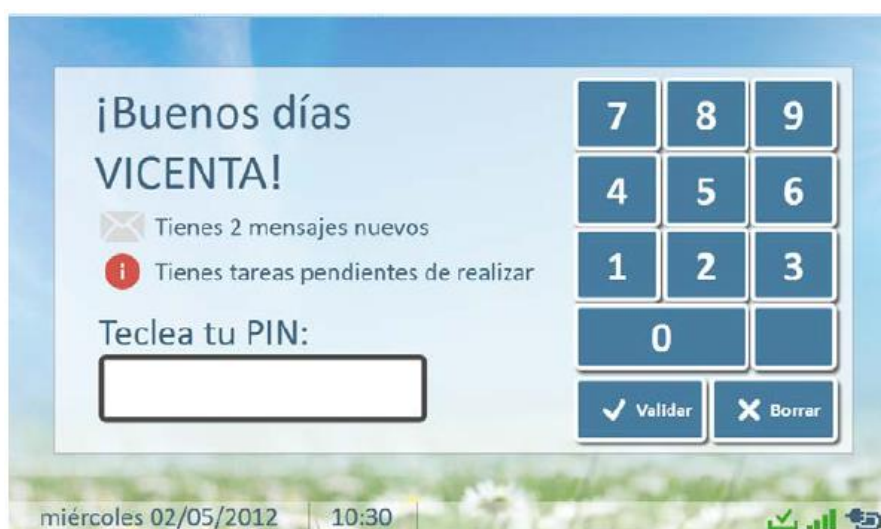 ¡Buenos días
VICENTA!
Tienes 2 mensajes nuevos
Tienes tareas pendientes de realizar
Teclea tu PIN:
7 8 9
4 5 6
1 2 3
0
Validar Borrar
miércoles 02/05/2012 10:30